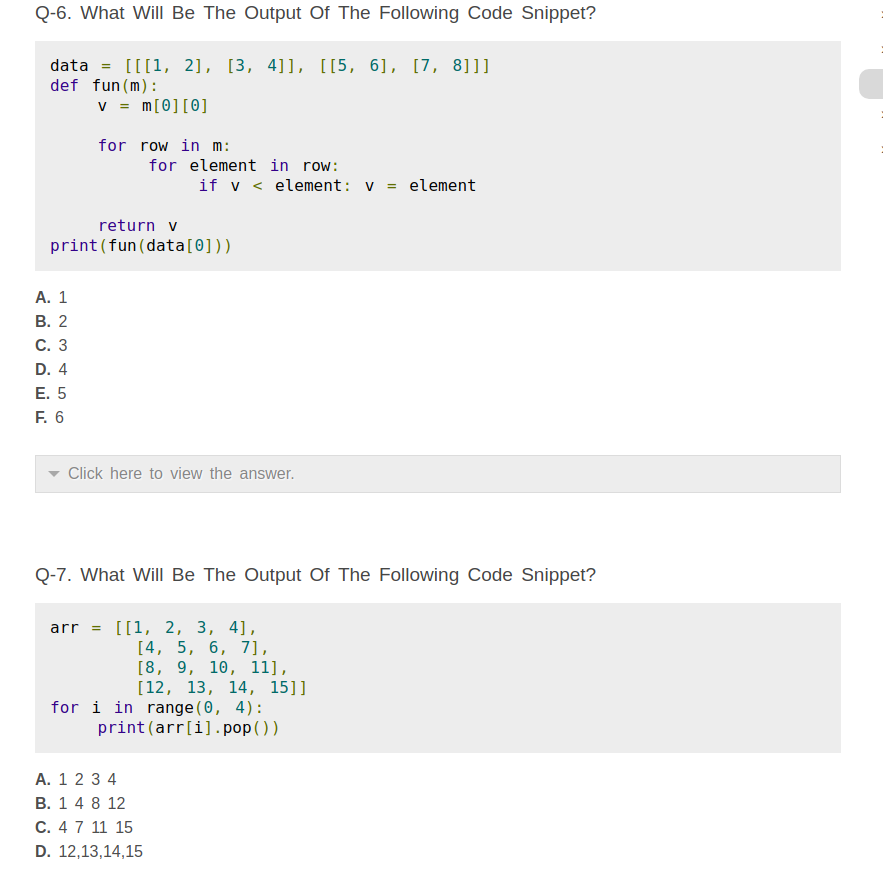 Q-6. What Will Be The Output Of The Following Code Snippet?
data = [[[1, 2], [3, 4]], [[5, 6], [7, 8]]]
def fun(m):
    v = m[0][0]

    for row in m:
        for element in row:
            if v < element: v = element

    return v
print(fun(data[0]))
A. 1
B. 2
C. 3
D. 4
E. 5
F. 6
Click here to view the answer.
Q-7. What Will Be The Output Of The Following Code Snippet?
arr = [[1, 2, 3, 4],
       [4, 5, 6, 7],
       [8, 9, 10, 11],
       [12, 13, 14, 15]]
for i in range(0, 4):
    print(arr[i].pop())
A. 1 2 3 4
B. 1 4 8 12
C. 4 7 11 15
D. 12,13,14,15